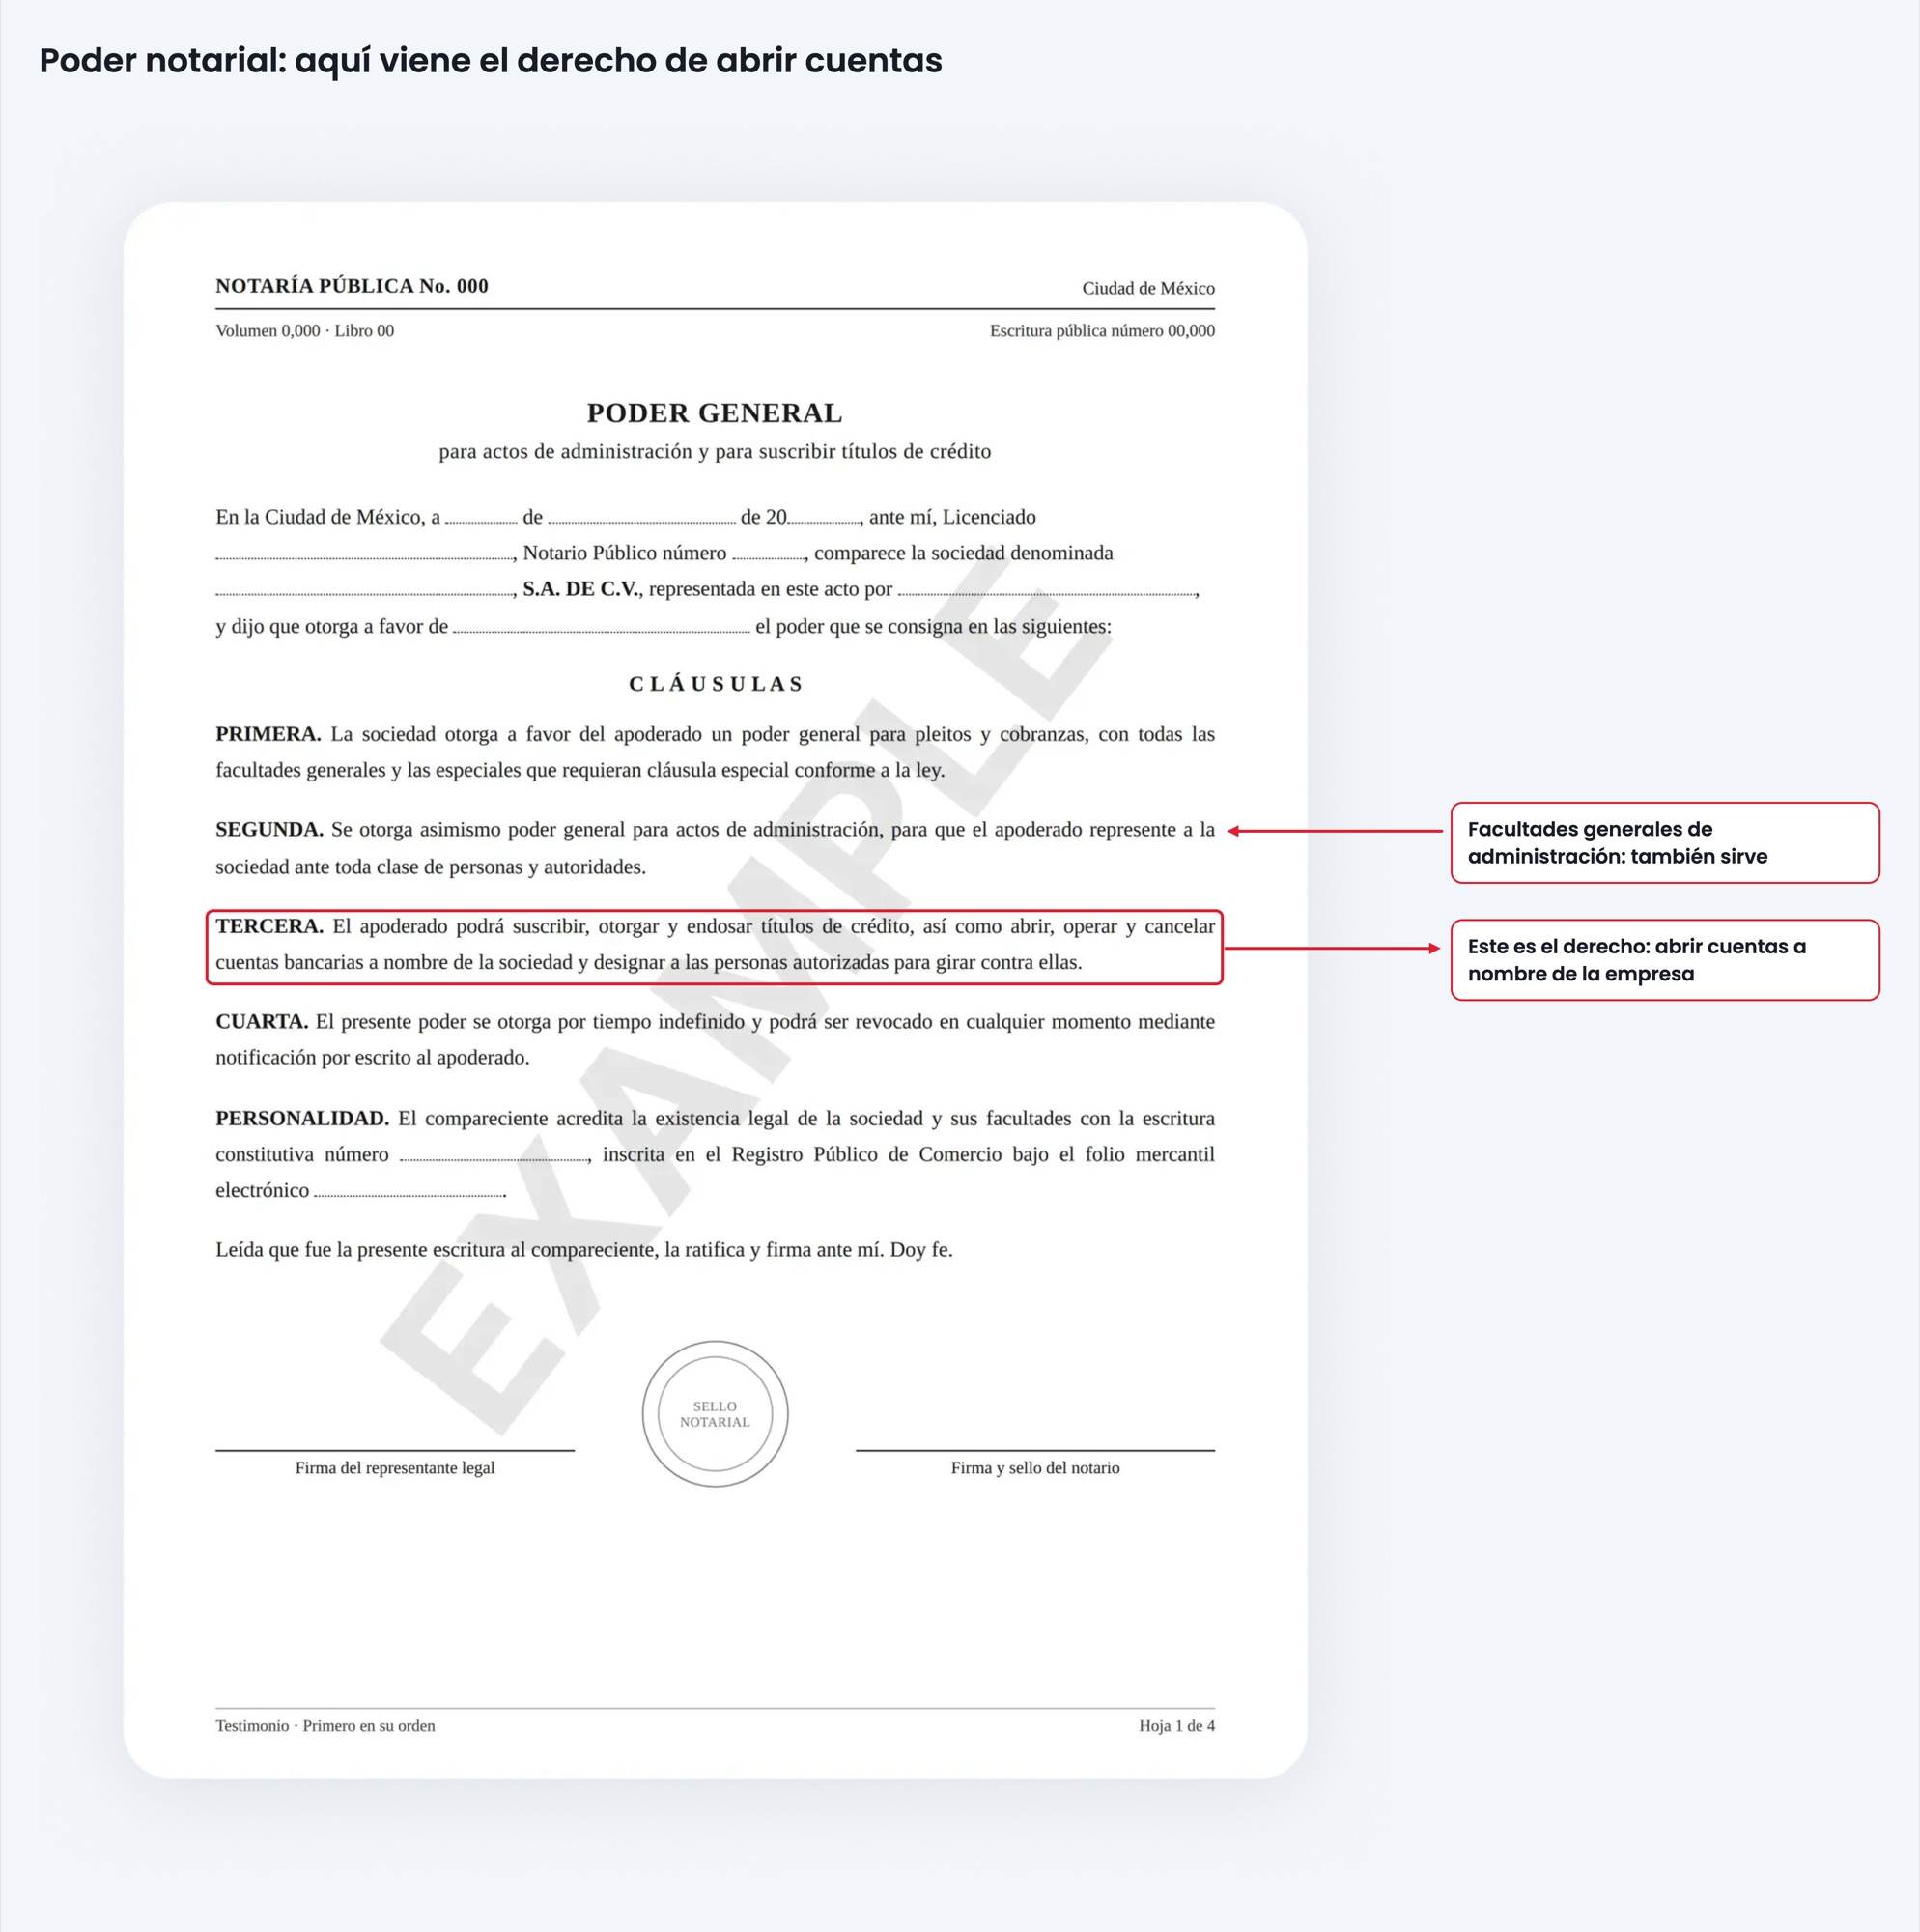 Poder notarial: aquí viene el derecho de abrir cuentas
NOTARÍA PÚBLICA No. 000
Ciudad de México
Volumen 0,000 · Libro 00
Escritura pública número 00,000
PODER GENERAL
para actos de administración y para suscribir títulos de crédito
En la Ciudad de México, a ............ de .............................. de 20............, ante mí, Licenciado
................................................, Notario Público número ............, comparece la sociedad denominada
................................................, S.A. DE C.V., representada en este acto por ................................................,
y dijo que otorga a favor de ................................................ el poder que se consigna en las siguientes:
CLÁUSULAS
PRIMERA. La sociedad otorga a favor del apoderado un poder general para pleitos y cobranzas, con todas las
facultades generales y las especiales que requieran cláusula especial conforme a la ley.
SEGUNDA. Se otorga asimismo poder general para actos de administración, para que el apoderado represente a la
sociedad ante toda clase de personas y autoridades.
Facultades generales de
administración: también sirve
TERCERA. El apoderado podrá suscribir, otorgar y endosar títulos de crédito, así como abrir, operar y cancelar
cuentas bancarias a nombre de la sociedad y designar a las personas autorizadas para girar contra ellas.
Este es el derecho: abrir cuentas a
nombre de la empresa
CUARTA. El presente poder se otorga por tiempo indefinido y podrá ser revocado en cualquier momento mediante
notificación por escrito al apoderado.
PERSONALIDAD. El compareciente acredita la existencia legal de la sociedad y sus facultades con la escritura
constitutiva número .............................., inscrita en el Registro Público de Comercio bajo el folio mercantil
electrónico ...............................
Leída que fue la presente escritura al compareciente, la ratifica y firma ante mí. Doy fe.
EXAMPLE
SELLO
NOTARIAL
Firma del representante legal
Firma y sello del notario
Testimonio · Primero en su orden
Hoja 1 de 4